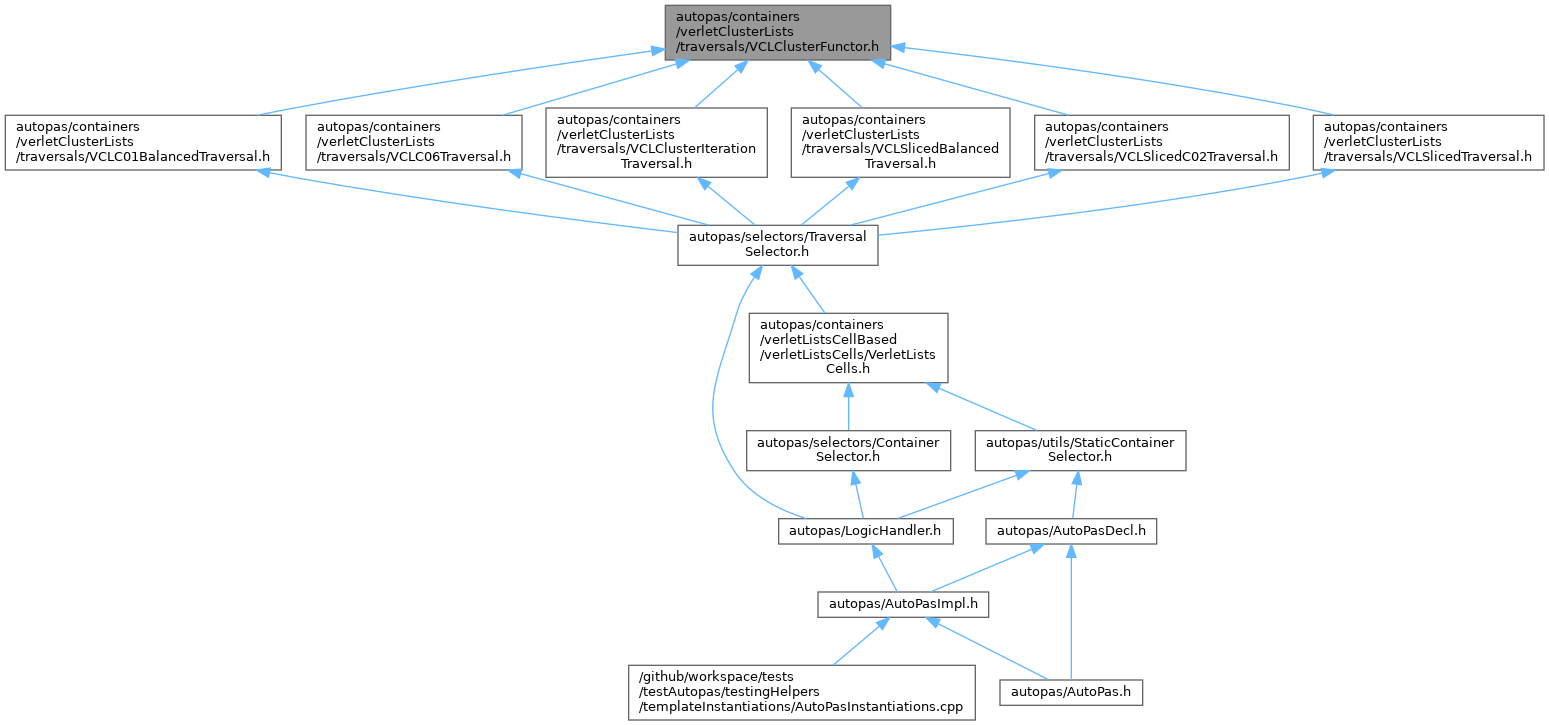 autopas/containers
/verletClusterLists
/traversals/VCLClusterFunctor.h
autopas/containers
/verletClusterLists
/traversals/VCLC01BalancedTraversal.h
autopas/containers
/verletClusterLists
/traversals/VCLC06Traversal.h
autopas/containers
/verletClusterLists
/traversals/VCLClusterIteration
Traversal.h
autopas/containers
/verletClusterLists
/traversals/VCLSlicedBalanced
Traversal.h
autopas/containers
/verletClusterLists
/traversals/VCLSlicedC02Traversal.h
autopas/containers
/verletClusterLists
/traversals/VCLSlicedTraversal.h
autopas/selectors/Traversal
Selector.h
autopas/containers
/verletListsCellBased
/verletListsCells/VerletLists
Cells.h
autopas/selectors/Container
Selector.h
autopas/utils/StaticContainer
Selector.h
autopas/LogicHandler.h
autopas/AutoPasDecl.h
autopas/AutoPasImpl.h
/github/workspace/tests
/testAutopas/testingHelpers
/templateInstantiations/AutoPasInstantiations.cpp
autopas/AutoPas.h